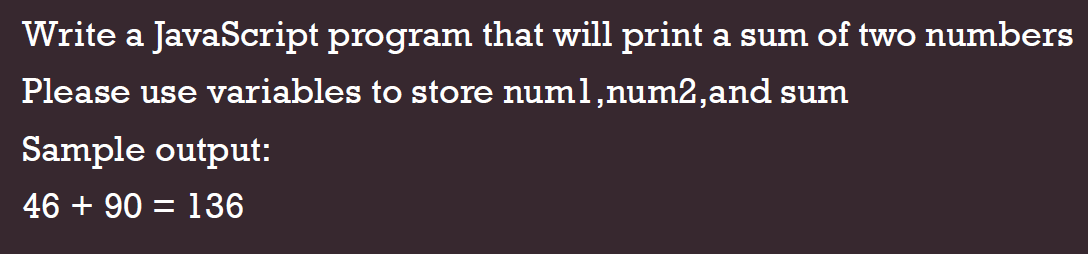 Write a JavaScript program that will print a sum of two numbers
Please use variables to store num1,num2,and sum
Sample output:
46 + 90 = 136